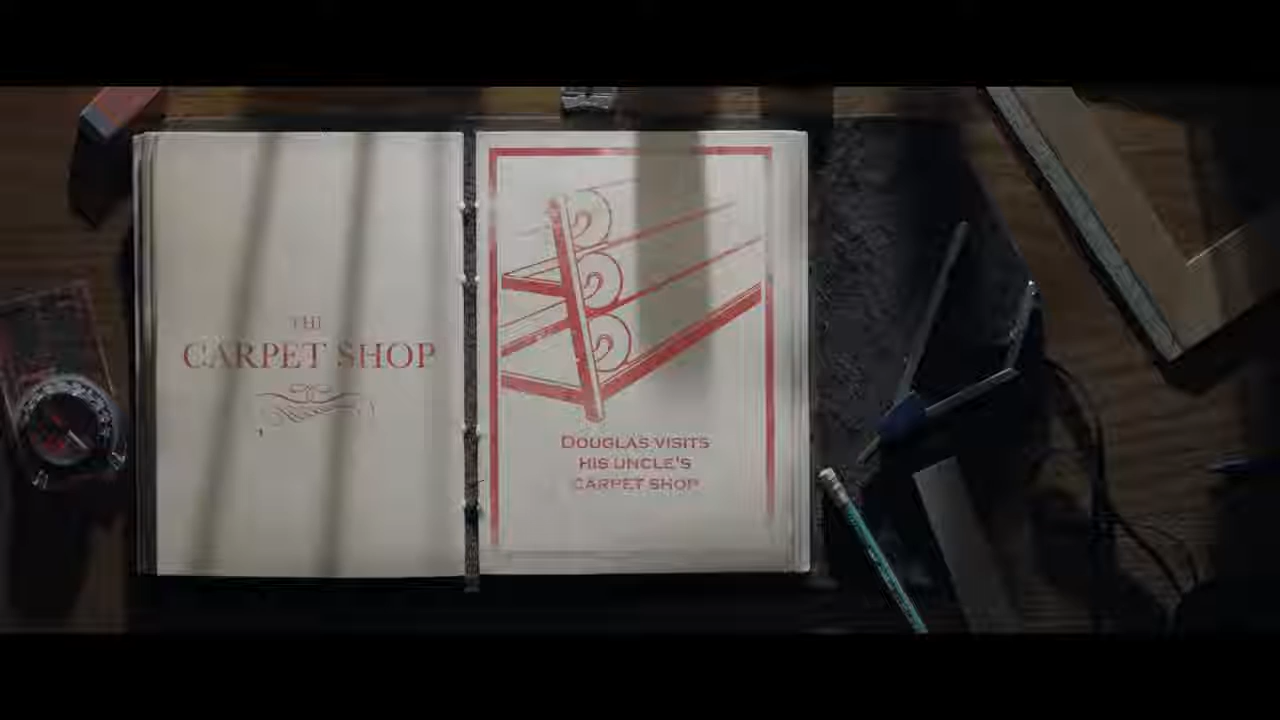 THE
CARPET SHOP
DOUGLAS VISITS
HIS UNCLE'S
CARPET SHOP